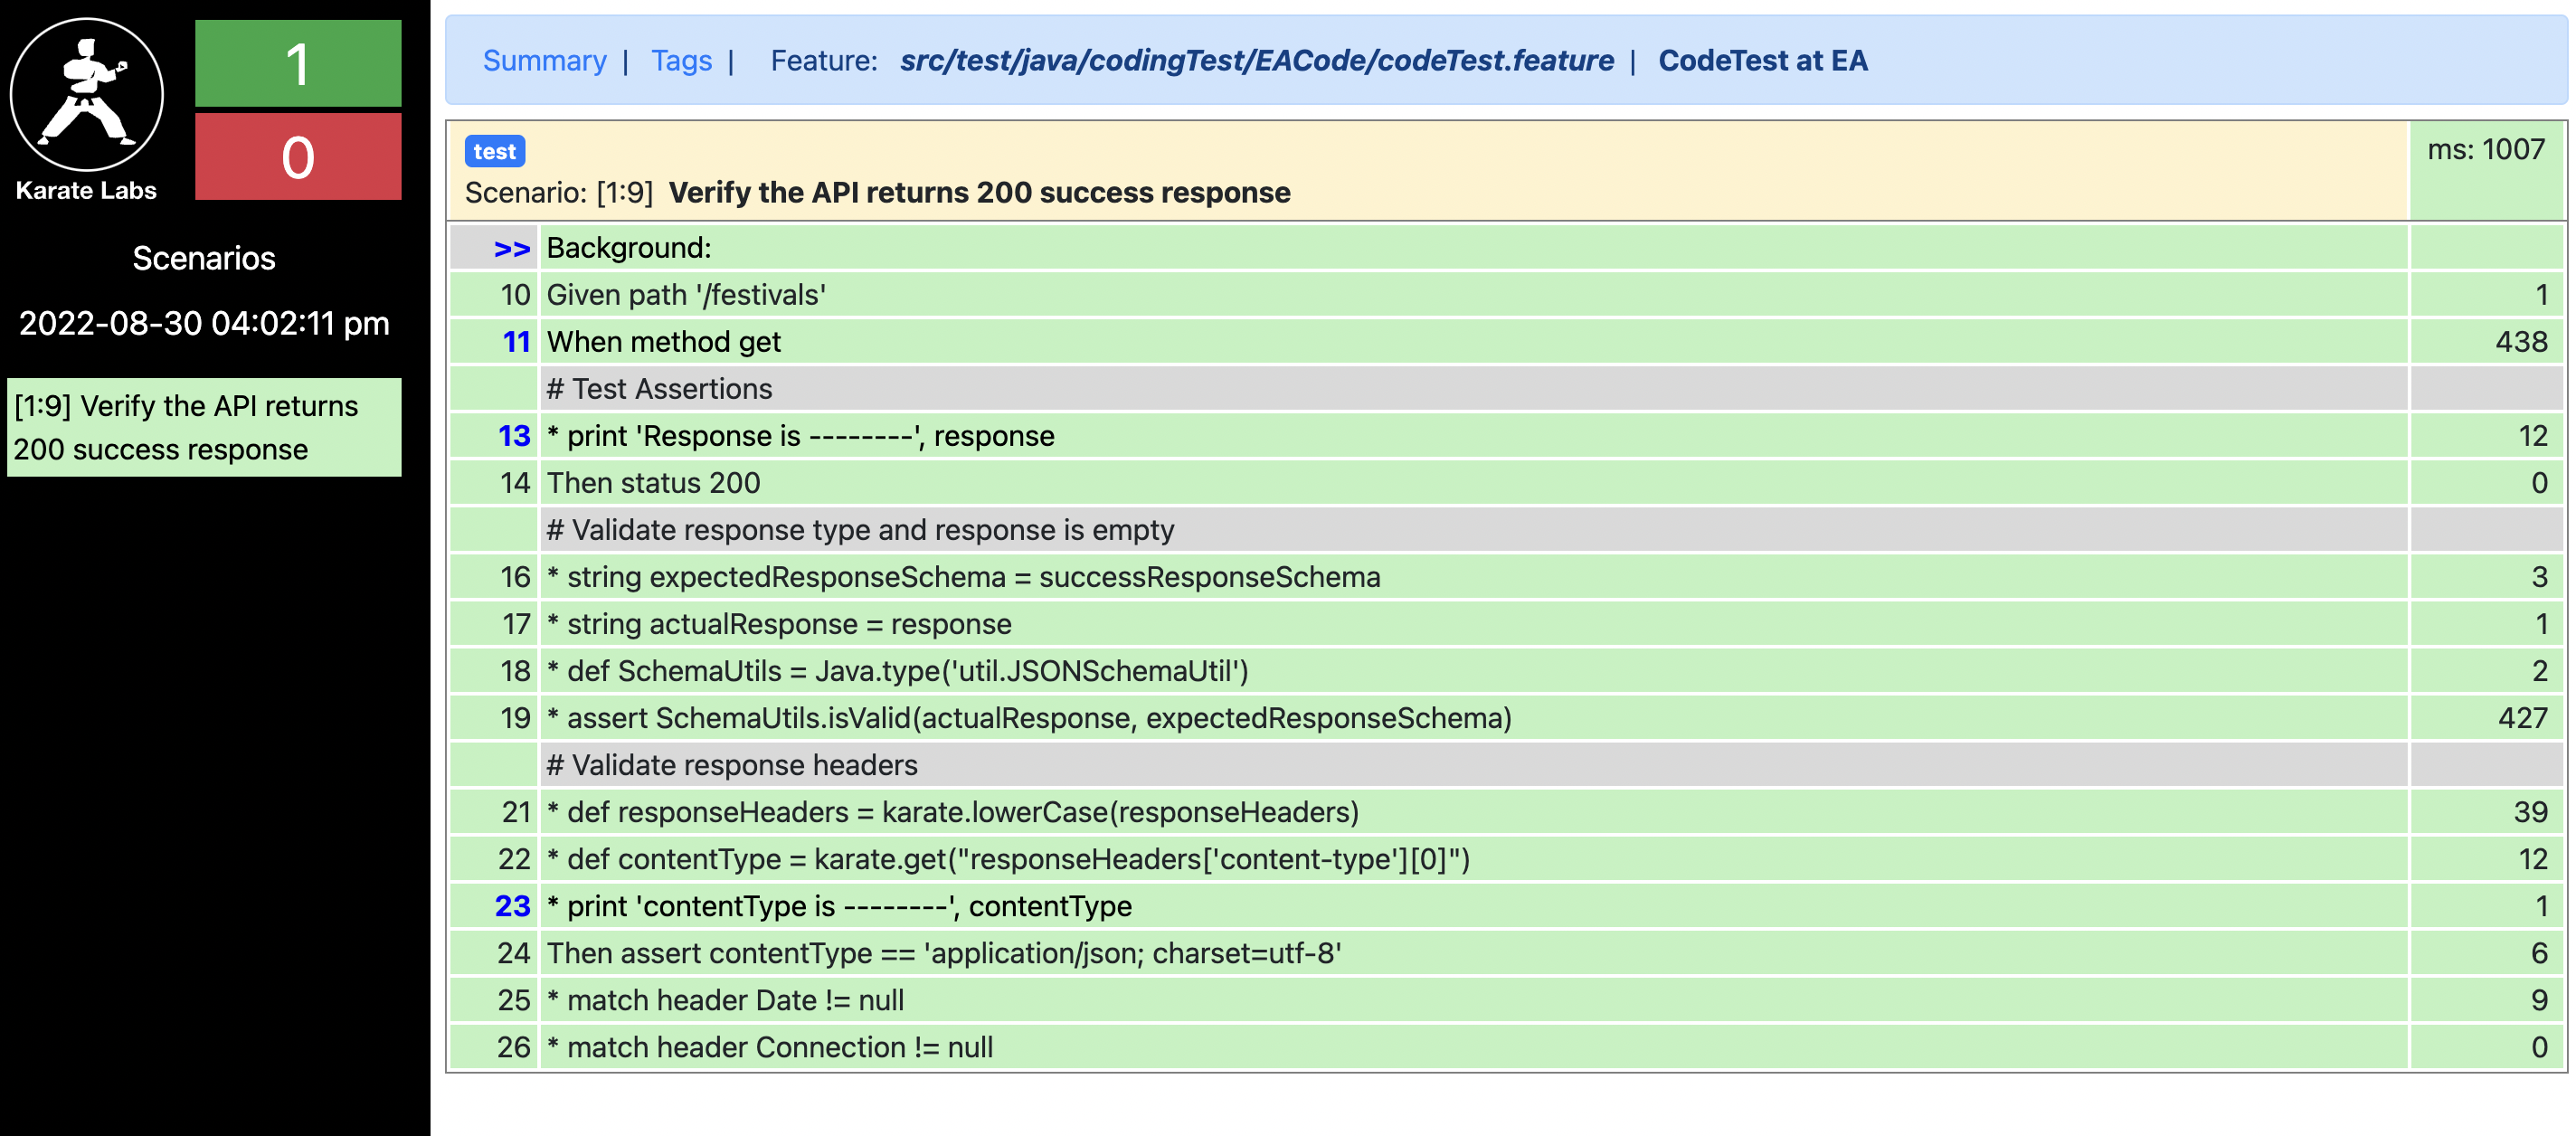 1
0
Karate Labs
Scenarios
2022-08-30 04:02:11 pm
[1:9] Verify the API returns
200 success response
Summary | Tags | Feature: src/test/java/codingTest/EACode/codeTest.feature | CodeTest at EA
test
ms: 1007
Scenario: [1:9] Verify the API returns 200 success response
>> Background:
10 Given path '/festivals' 1
11 When method get 438
# Test Assertions
13 * print 'Response is --------', response 12
14 Then status 200 0
# Validate response type and response is empty
16 * string expectedResponseSchema = successResponseSchema 3
17 * string actualResponse = response 1
18 * def SchemaUtils = Java.type('util.JSONSchemaUtil') 2
19 * assert SchemaUtils.isValid(actualResponse, expectedResponseSchema) 427
# Validate response headers
21 * def responseHeaders = karate.lowerCase(responseHeaders) 39
22 * def contentType = karate.get("responseHeaders['content-type'][0]") 12
23 * print 'contentType is --------', contentType 1
24 Then assert contentType == 'application/json; charset=utf-8' 6
25 * match header Date != null 9
26 * match header Connection != null 0